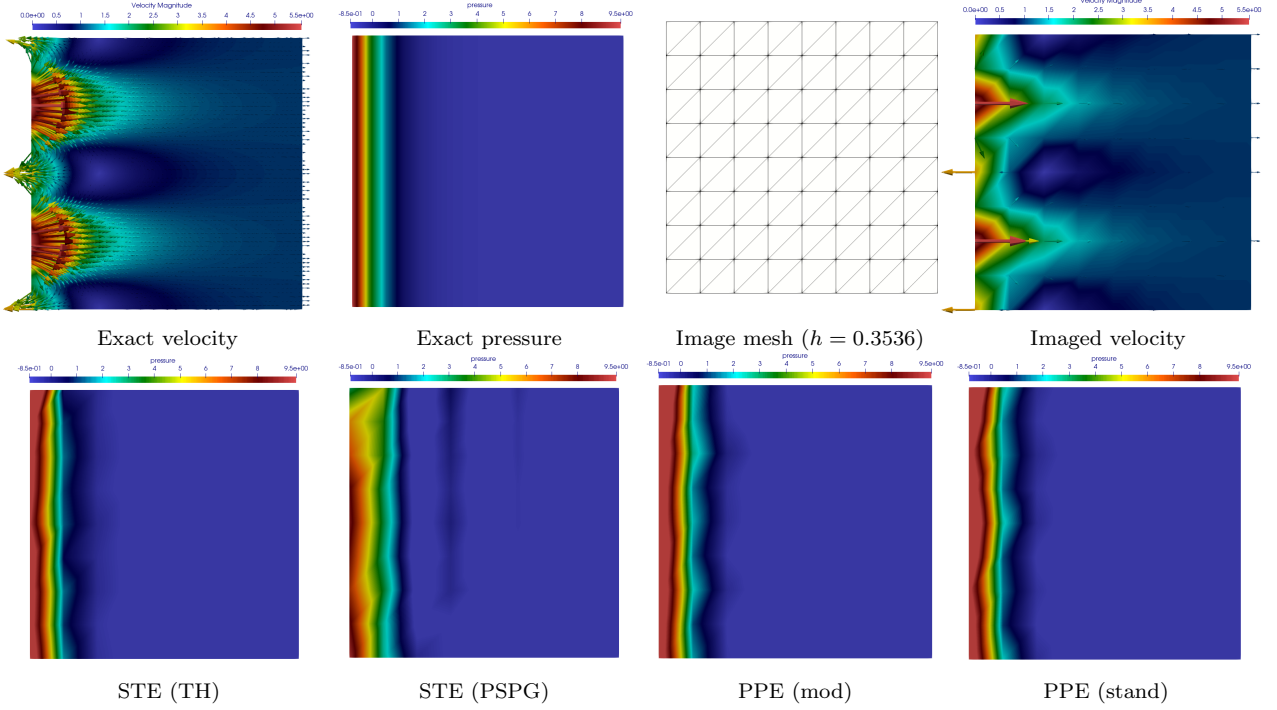 Velocity Magnitude
0.0e+00 0.5 1 1.5 2 2.5 3 3.5 4 4.5 5 5.5e+00
pressure
-8.5e-01 0 1 2 3 4 5 6 7 8 9.5e+00
Velocity Magnitude
0.0e+00 0.5 1 1.5 2 2.5 3 3.5 4 4.5 5.5e+00
Exact velocity
Exact pressure
Image mesh (h = 0.3536)
Imaged velocity
pressure
-8.5e-01 0 1 2 3 4 5 6 7 8 9.5e+00
pressure
-8.5e-01 0 1 2 3 4 5 6 7 8 9.5e+00
pressure
-8.5e-01 0 1 2 3 4 5 6 7 8 9.5e+00
pressure
-8.5e-01 0 1 2 3 4 5 6 7 8 9.5e+00
STE (TH)
STE (PSPG)
PPE (mod)
PPE (stand)